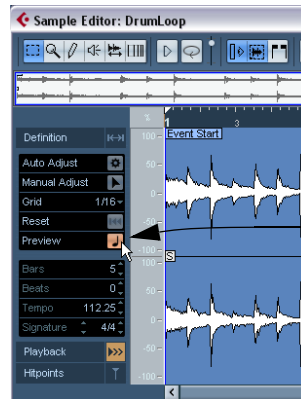 Sample Editor: DrumLoop
%
1
3
Definition
100
Event Start
Auto Adjust
Manual Adjust
50
Grid 1/16
0
Reset
-50
Preview
-100
S
Bars 5
100
Beats 0
50
Tempo 112.25
Signature 4/4
0
Playback
-50
Hitpoints
-100